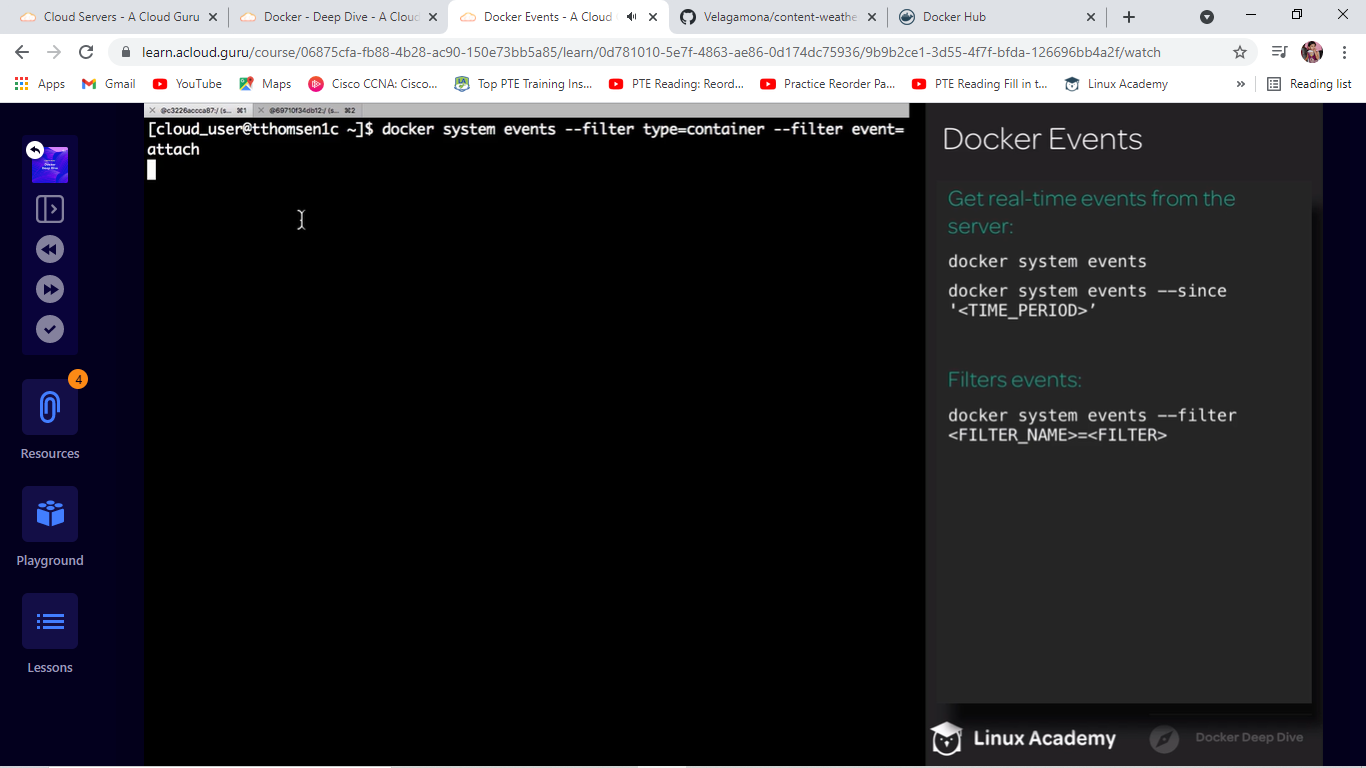 Cloud Servers - A Cloud Guru
Docker - Deep Dive - A Cloud
Docker Events - A Cloud
Velagamona/content-weathe
Docker Hub
learn.acloud.guru/course/06875cfa-fb88-4b28-ac90-150e73bb5a85/learn/0d781010-5e7f-4863-ae86-0d174dc75936/9b9b2ce1-3d55-4f7f-bfda-126696bb4a2f/watch
Apps
Gmail
YouTube
Maps
Cisco CCNA: Cisco...
Top PTE Training Ins...
PTE Reading: Reord...
Practice Reorder Pa...
PTE Reading Fill in t...
Linux Academy
»
Reading list
@c3226accca87:/ (s... ⌘1
@69710f34db12:/ (s... ⌘2
[cloud_user@tthomsen1c ~]$ docker system events --filter type=container --filter event=
attach
Docker Events
Get real-time events from the
server:
docker system events
docker system events --since
'<TIME_PERIOD>’
Filters events:
docker system events --filter
<FILTER_NAME>=<FILTER>
4
Resources
Playground
Lessons
Linux Academy
Docker Deep Dive